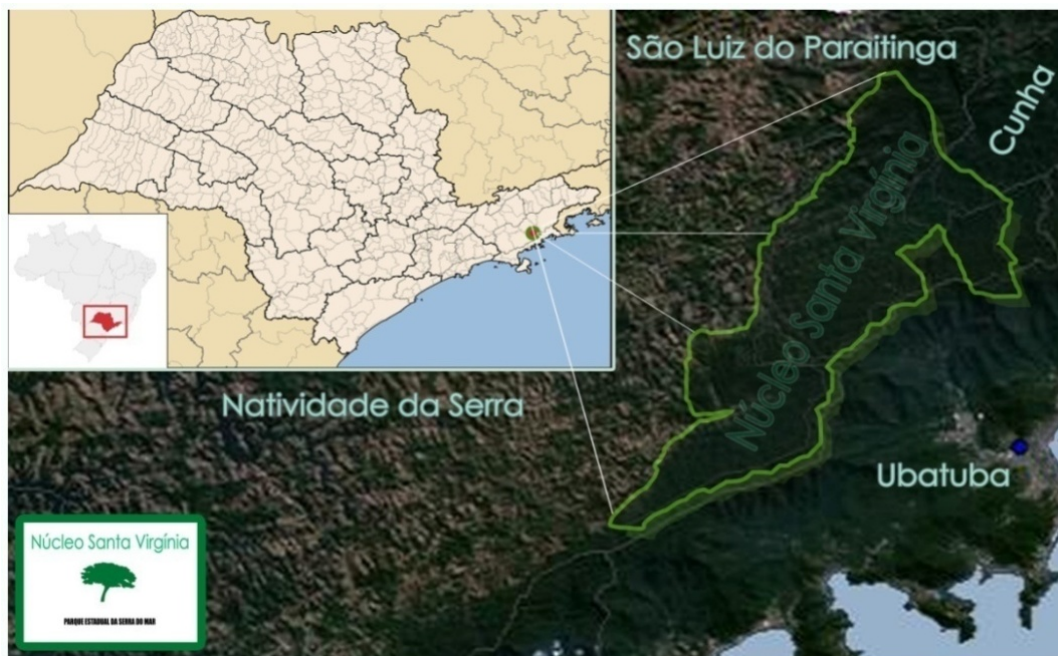 São Luiz do Paraitinga
Cunha
Núcleo Santa Virgínia
Natividade da Serra
Ubatuba
Núcleo Santa Virgínia
PARQUE ESTADUAL DA SERRA DO MAR